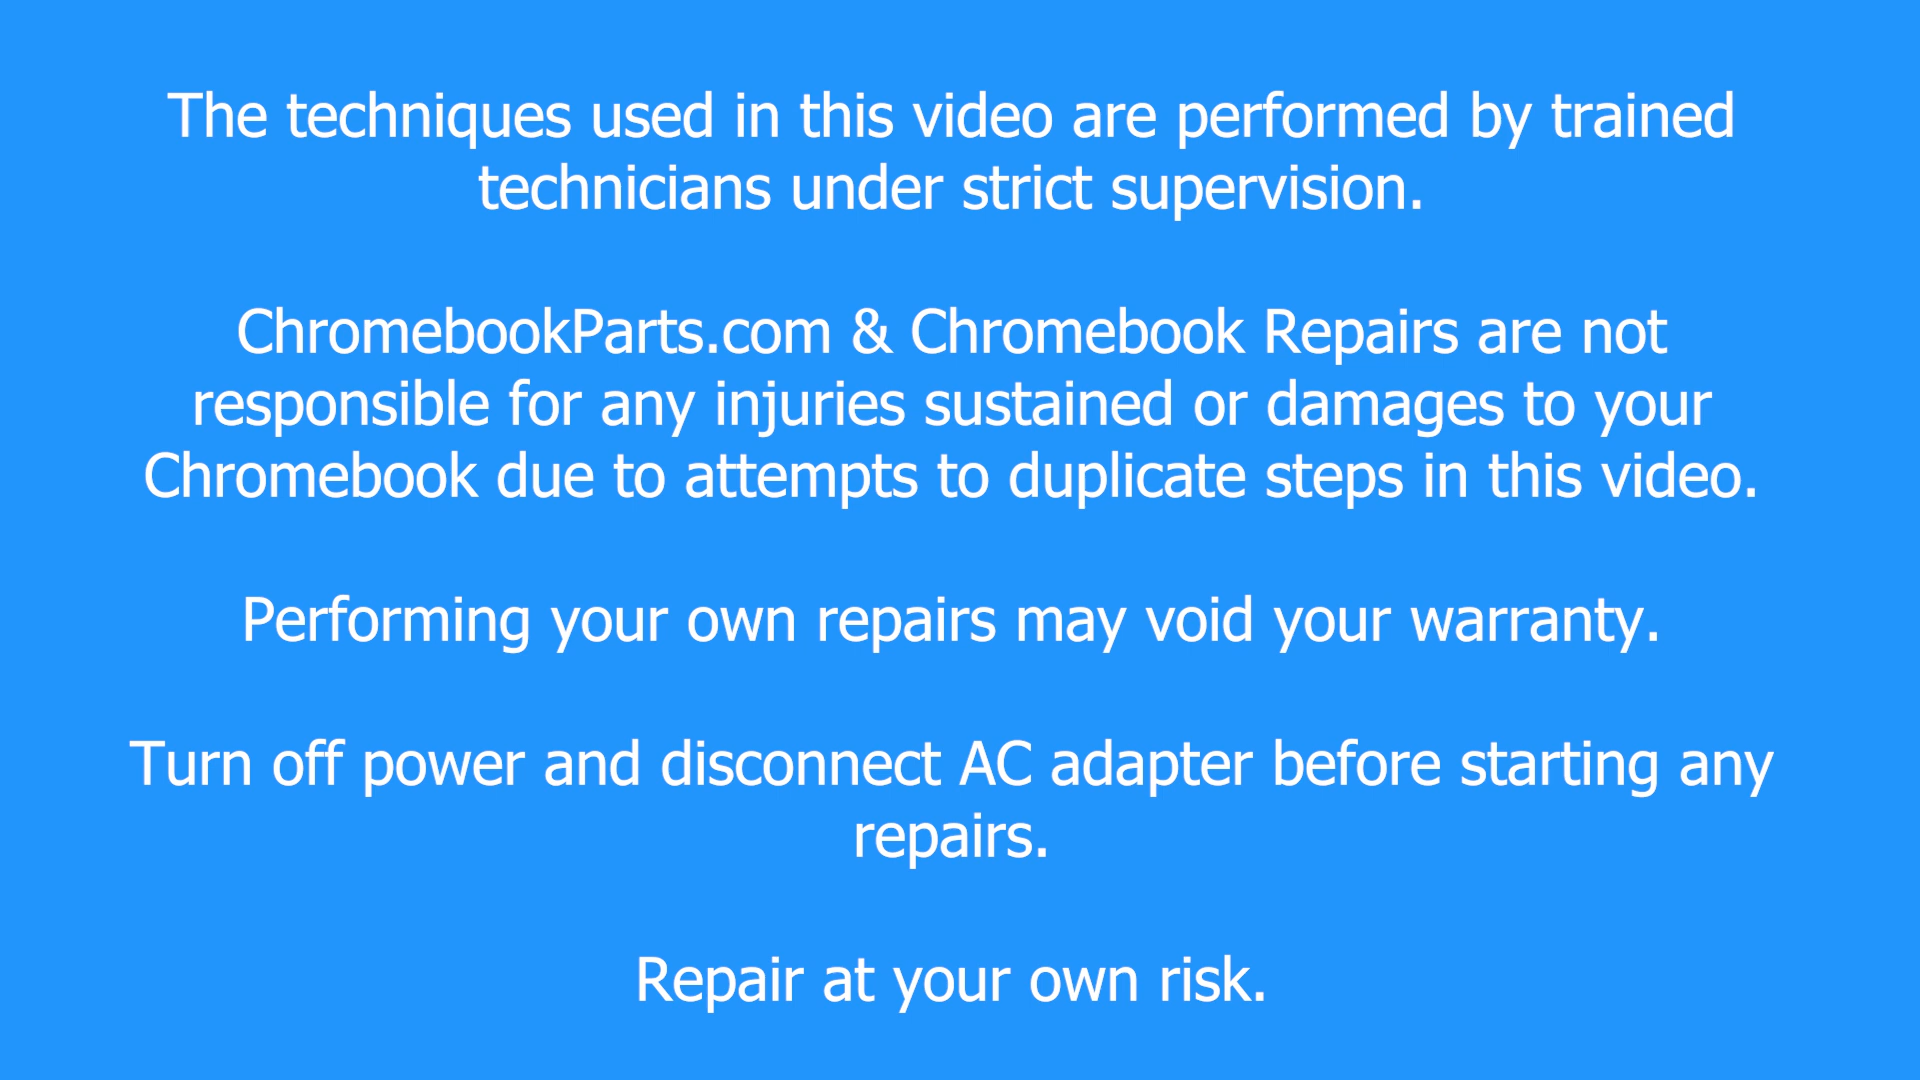 The techniques used in this video are performed by trained
technicians under strict supervision.
ChromebookParts.com & Chromebook Repairs are not
responsible for any injuries sustained or damages to your
Chromebook due to attempts to duplicate steps in this video.
Performing your own repairs may void your warranty.
Turn off power and disconnect AC adapter before starting any
repairs.
Repair at your own risk.